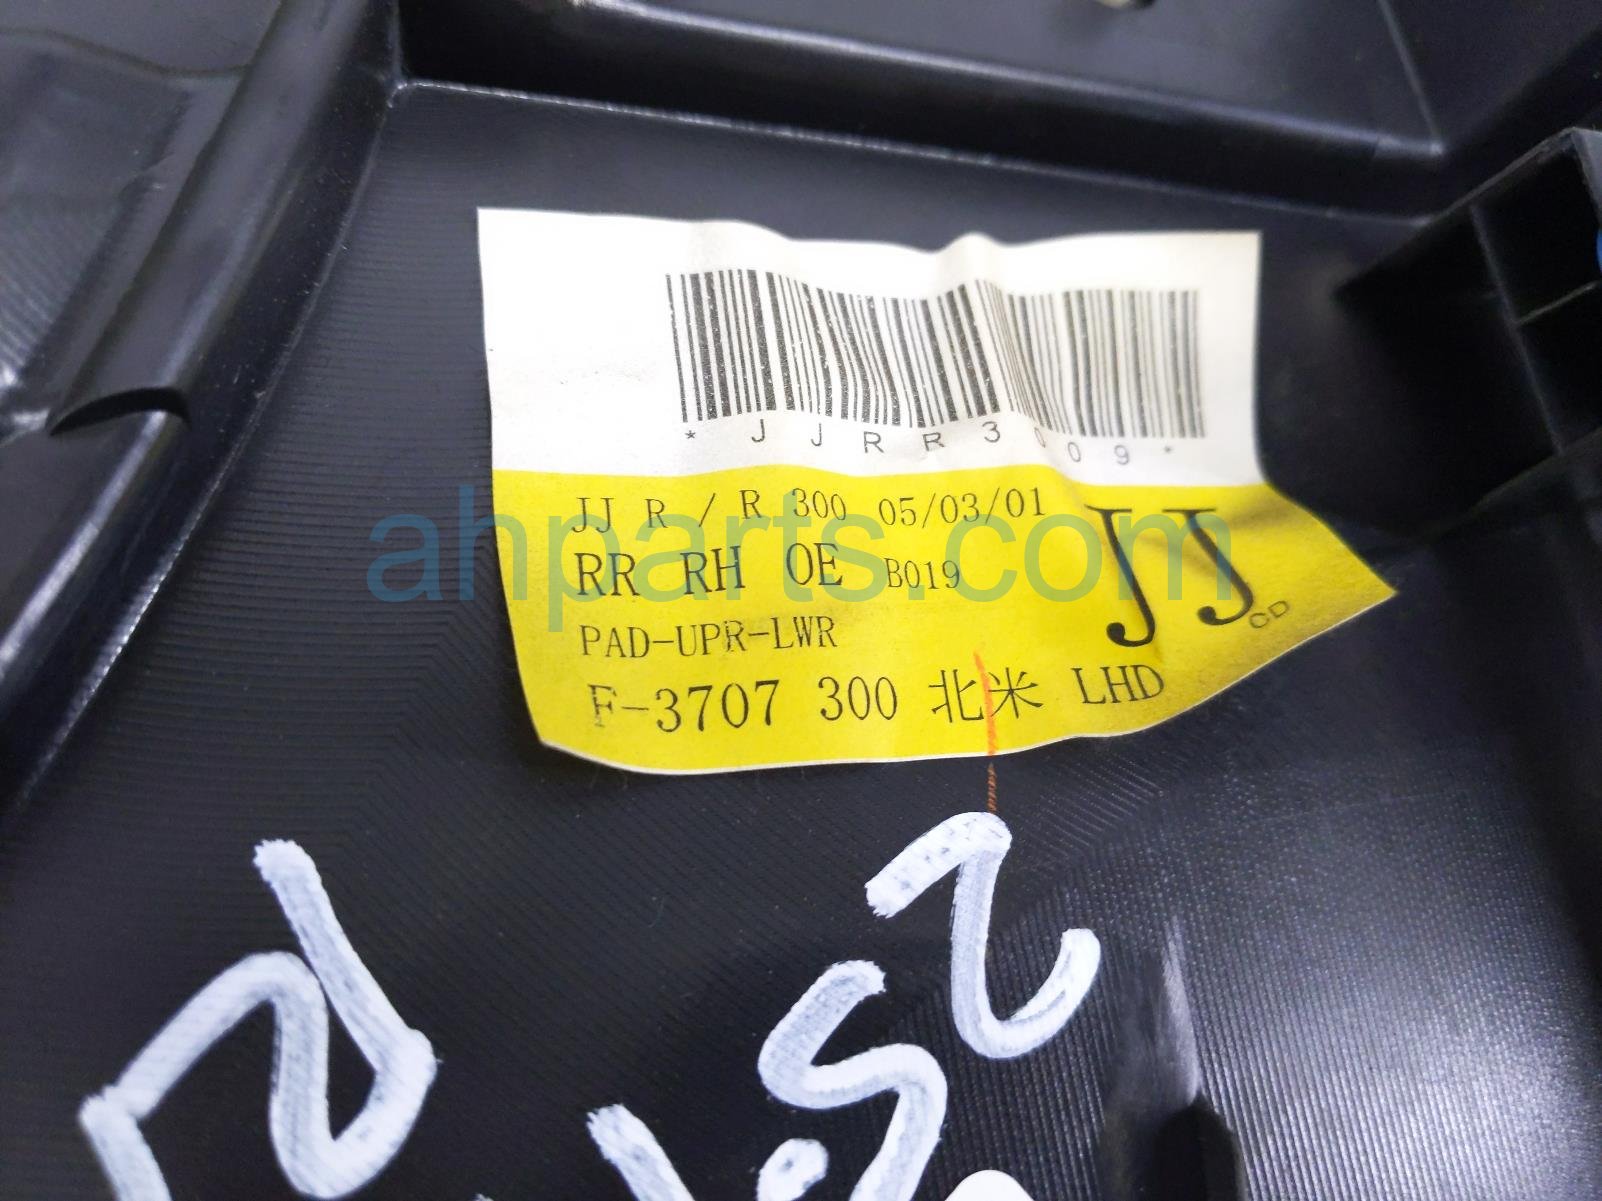 *JJRR3009*
JJ R / R 300 05/03/01
RR RH OE B019
PAD-UPR-LWR
F-3707 300 北米 LHD
JJ
CD
ahparts.com